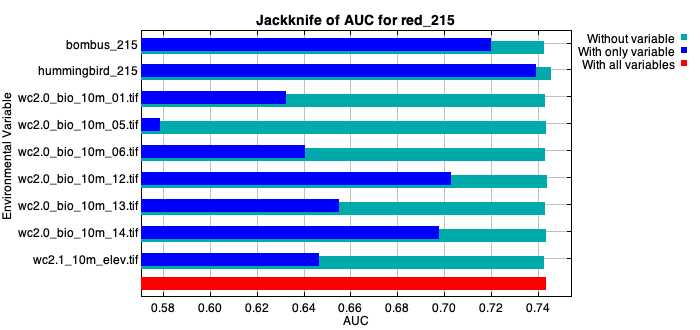 Jackknife of AUC for red_215
Without variable
With only variable
With all variables
Environmental Variable
bombus_215
hummingbird_215
wc2.0_bio_10m_01.tif
wc2.0_bio_10m_05.tif
wc2.0_bio_10m_06.tif
wc2.0_bio_10m_12.tif
wc2.0_bio_10m_13.tif
wc2.0_bio_10m_14.tif
wc2.1_10m_elev.tif
0.58 0.60 0.62 0.64 0.66 0.68 0.70 0.72 0.74
AUC